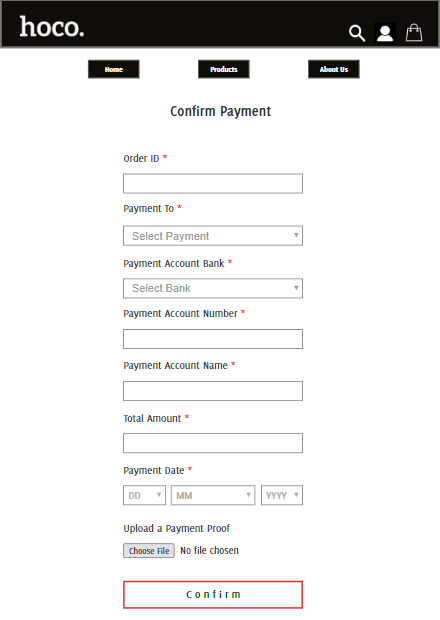 hoco.
Home Products About Us
Confirm Payment
Order ID *
Payment To *
Select Payment
Payment Account Bank *
Select Bank
Payment Account Number *
Payment Account Name *
Total Amount *
Payment Date *
DD MM YYYY
Upload a Payment Proof
Choose File No file chosen
Confirm